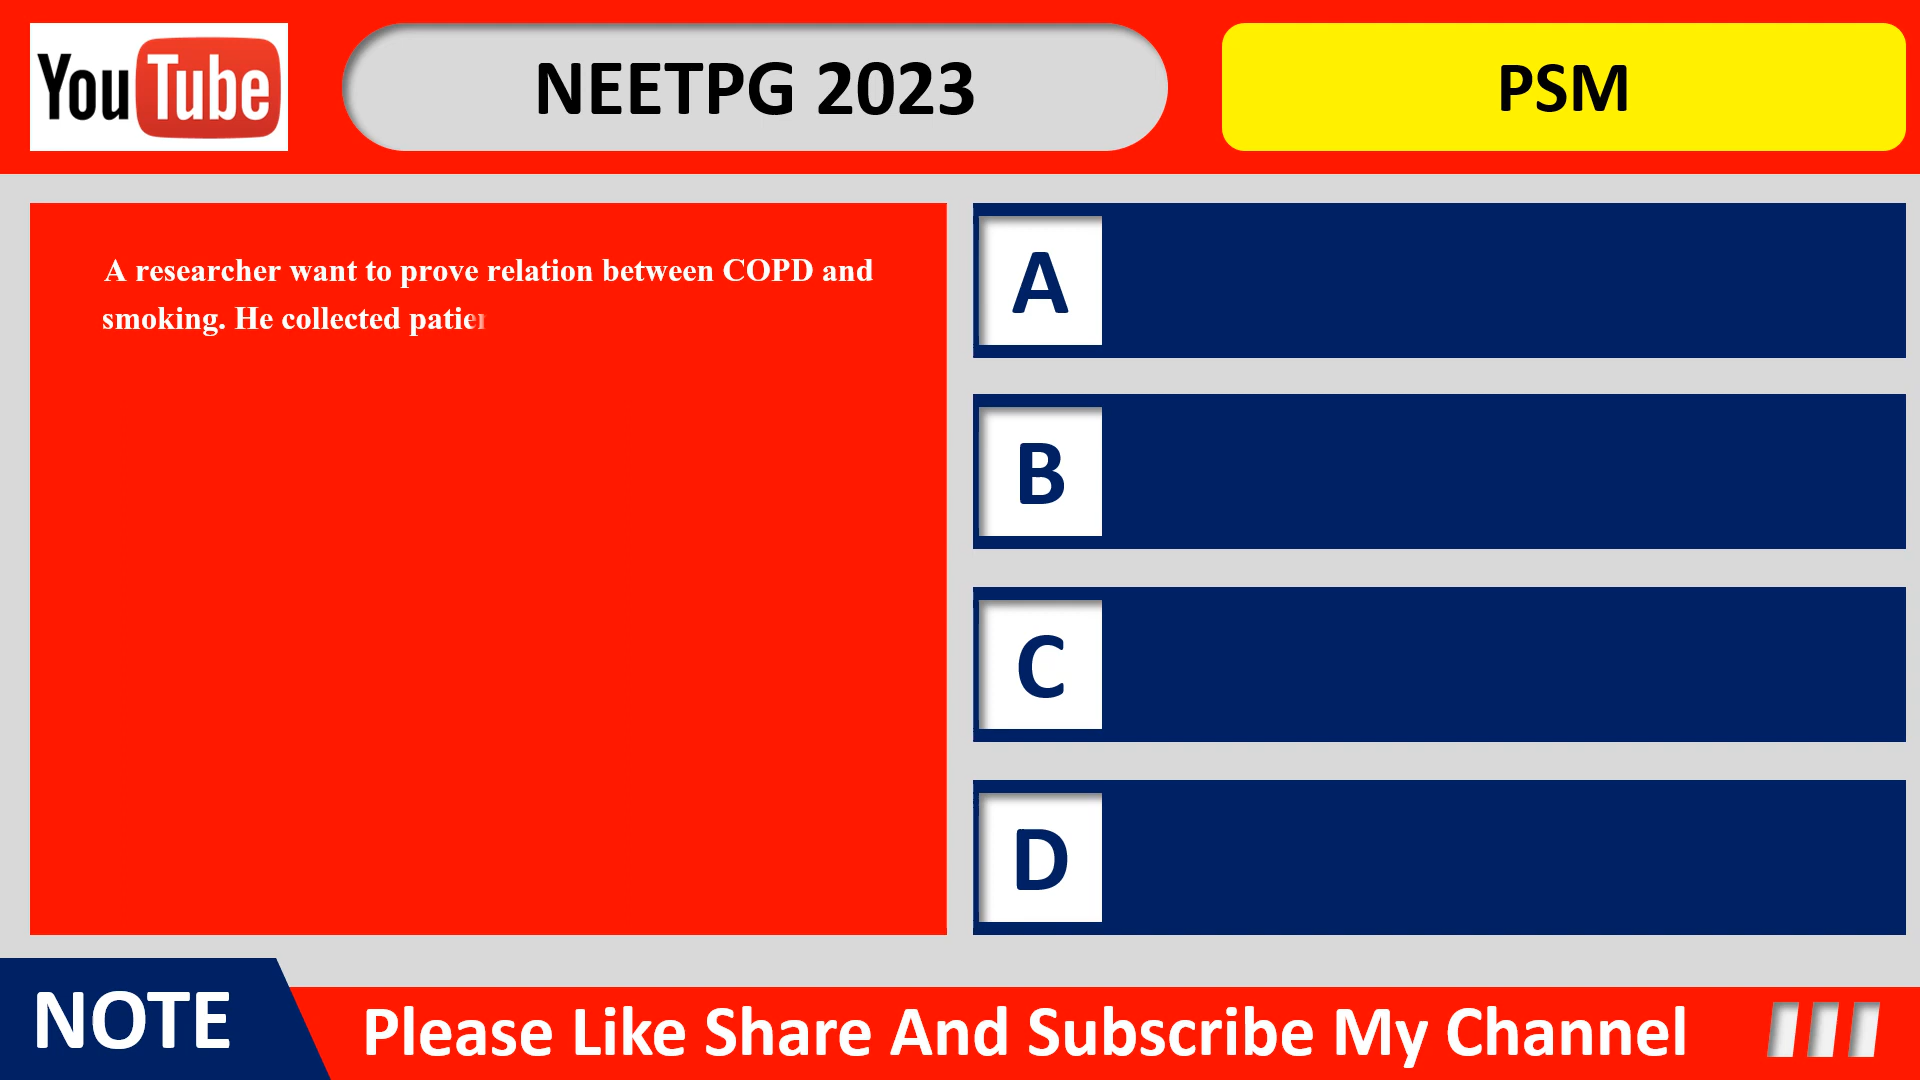 YouTube
NEETPG 2023
PSM
A researcher want to prove relation between COPD and
smoking. He collected
A
B
C
D
NOTE
Please Like Share And Subscribe My Channel